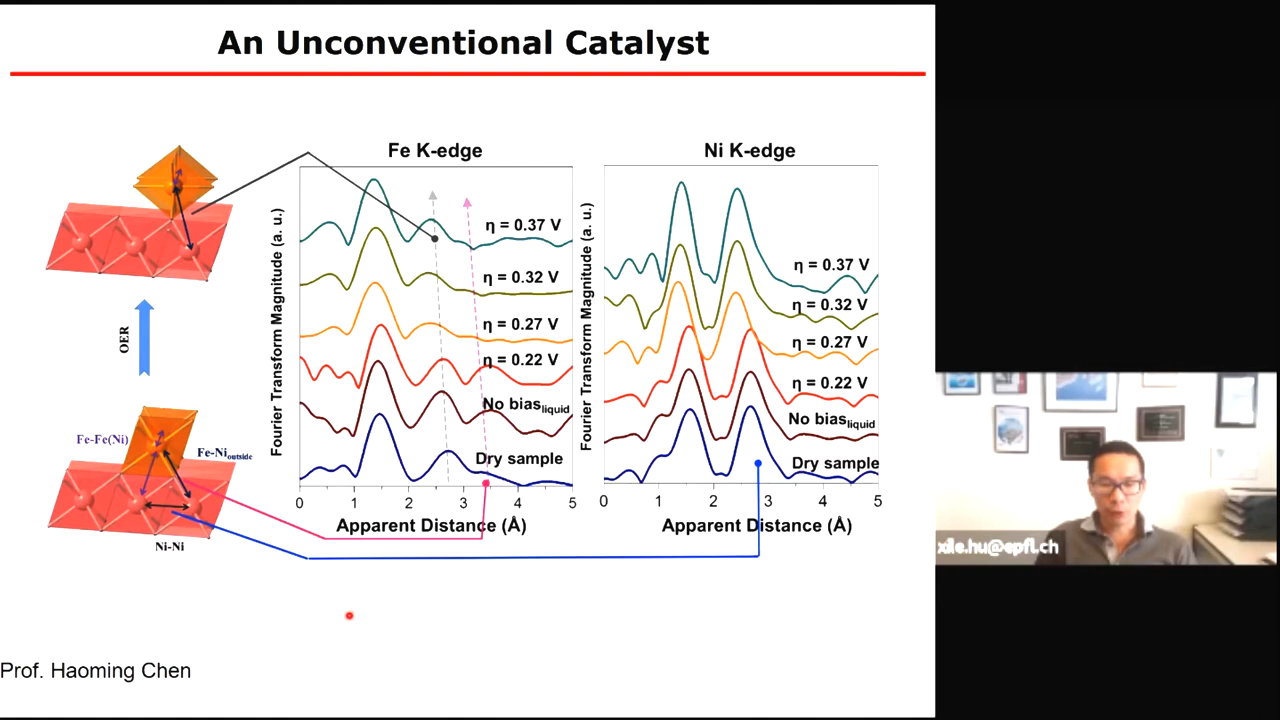 An Unconventional Catalyst
Fe K-edge
Ni K-edge
Fourier Transform Magnitude (a. u.)
η = 0.37 V
η = 0.32 V
η = 0.27 V
η = 0.22 V
No biasliquid
Dry sample
0 1 2 3 4 5
Apparent Distance (Å)
Fourier Transform Magnitude (a. u.)
η = 0.37 V
η = 0.32 V
η = 0.27 V
η = 0.22 V
No biasliquid
Dry sample
0 1 2 3 4 5
Apparent Distance (Å)
OER
Fe-Fe(Ni)
Fe-Nioutside
Ni-Ni
xile.hu@epfl.ch
Prof. Haoming Chen